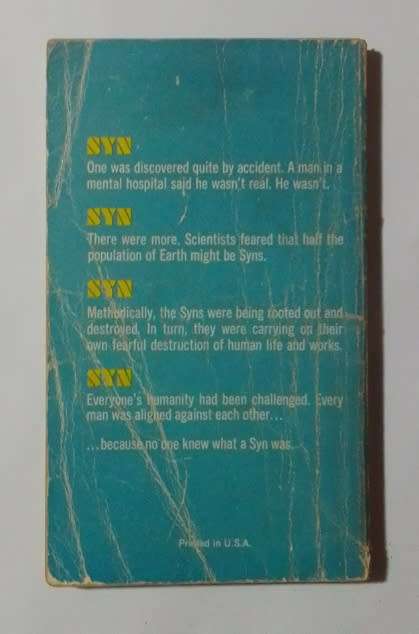 SYN
One was discovered quite by accident. A man in a
mental hospital said he wasn't real. He wasn't.
SYN
There were more. Scientists feared that half the
population of Earth might be Syns.
SYN
Methodically, the Syns were being rooted out and
destroyed. In turn, they were carrying on their
own fearful destruction of human life and works.
SYN
Everyone's humanity had been challenged. Every
man was aligned against each other...
...because no one knew what a Syn was.
Printed in U.S.A.